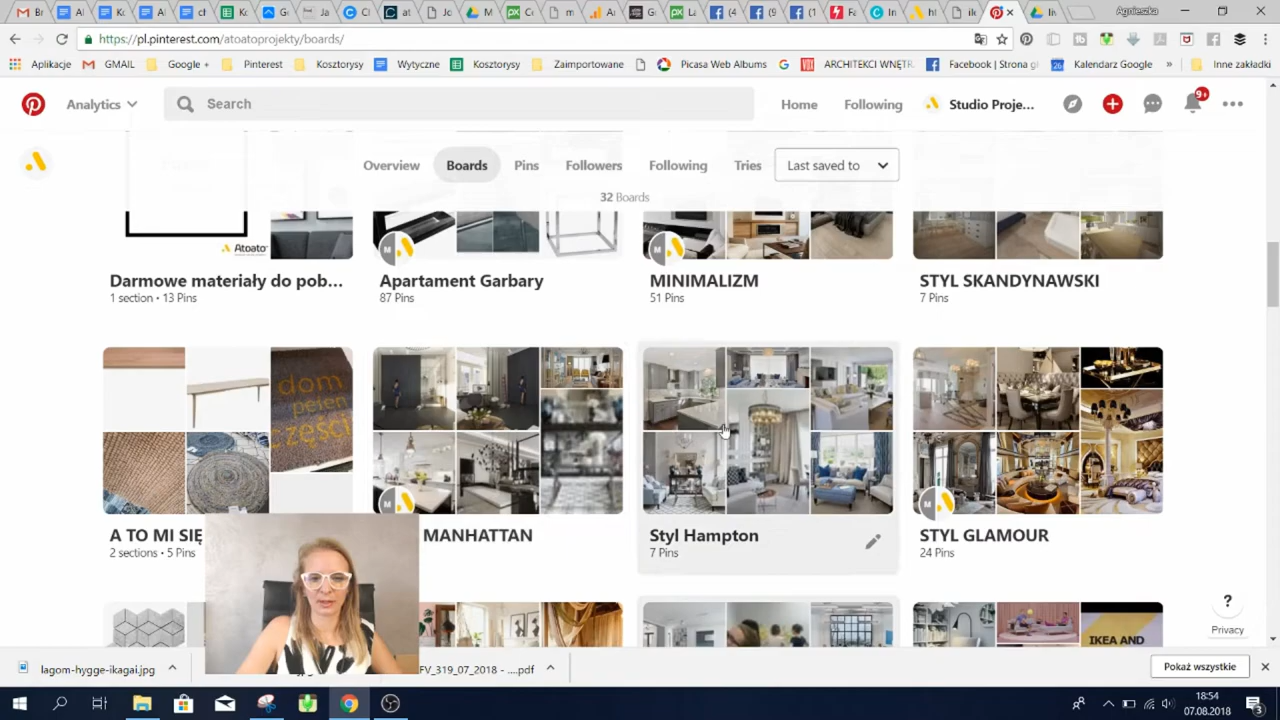 Agnieszka
https://pl.pinterest.com/atoatoprojekty/boards/
Aplikacje GMAIL Google + Pinterest Kosztorysy Wytyczne Kosztorysy Zaimportowane Picasa Web Albums ARCHITEKCI WNĘTR. Facebook | Strona gł Kalendarz Google » Inne zakładki
Analytics Search Home Following Studio Proje... 9+
Overview Boards Pins Followers Following Tries Last saved to
32 Boards
Atoato
Darmowe materiały do pob... Apartament Garbary MINIMALIZM STYL SKANDYNAWSKI
1 section • 13 Pins 87 Pins 51 Pins 7 Pins
dom
pełen
części
A TO MI SIĘ MANHATTAN Styl Hampton STYL GLAMOUR
2 sections • 5 Pins 7 Pins 24 Pins
IKEA AND
?
Privacy
lagom-hygge-ikagai.jpg FV_319_07_2018 - ....pdf Pokaż wszystkie
18:54
07.08.2018
3